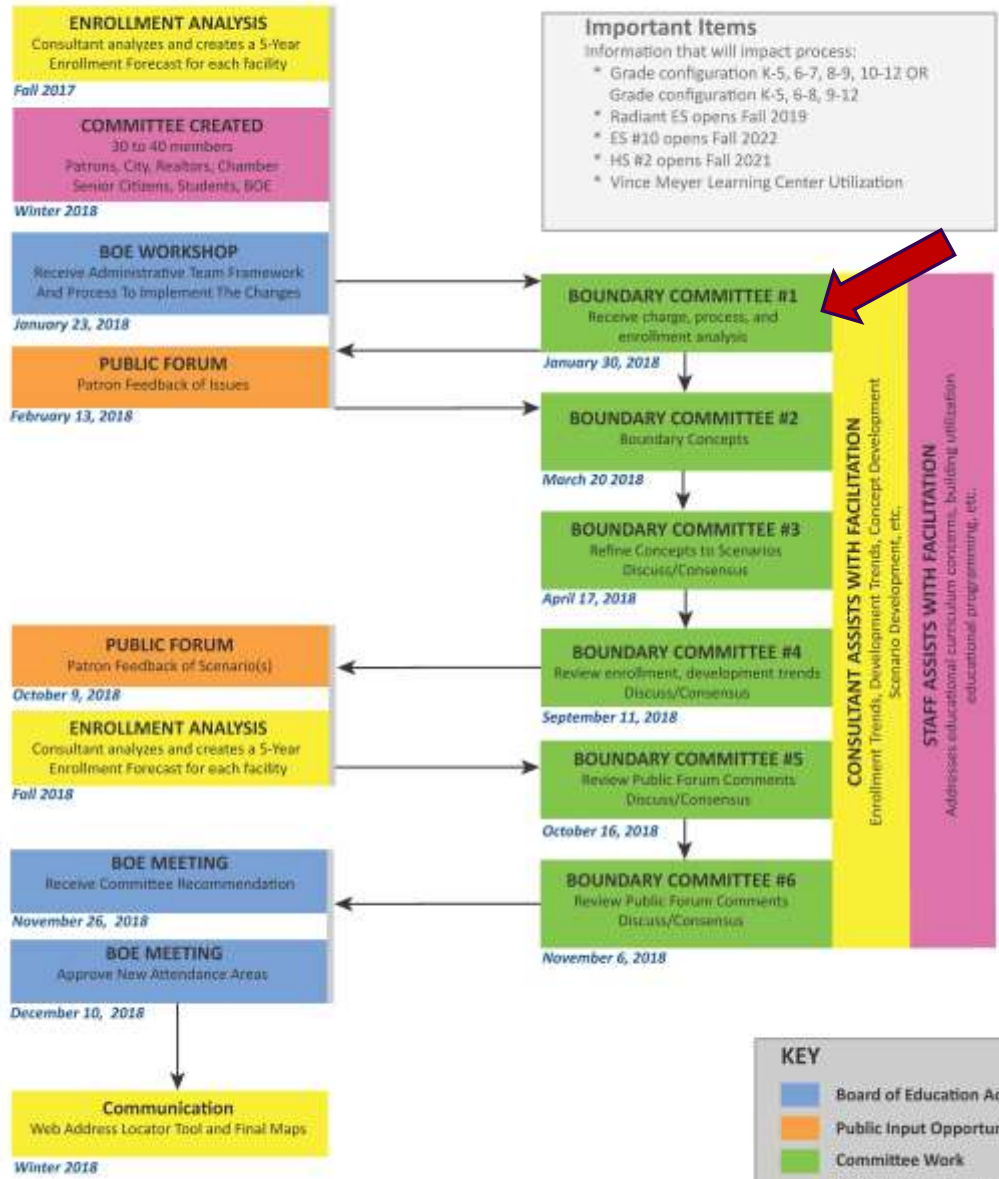 ENROLLMENT ANALYSIS
Consultant analyzes and creates a 5-Year
Enrollment Forecast for each facility
Fall 2017
COMMITTEE CREATED
30 to 40 members
Patrons, City, Realtors, Chamber
Senior Citizens, Students, BOE
Winter 2018
BOE WORKSHOP
Receive Administrative Team Framework
And Process To Implement The Changes
January 23, 2018
PUBLIC FORUM
Patron Feedback of Issues
February 13, 2018
Important Items
Information that will impact process:
* Grade configuration K-5, 6-7, 8-9, 10-12 OR
Grade configuration K-5, 6-8, 9-12
* Radiant ES opens Fall 2019
* ES #10 opens Fall 2022
* HS #2 opens Fall 2021
* Vince Meyer Learning Center Utilization
BOUNDARY COMMITTEE #1
Receive charge, process, and
enrollment analysis
January 30, 2018
BOUNDARY COMMITTEE #2
Boundary Concepts
March 20 2018
BOUNDARY COMMITTEE #3
Refine Concepts to Scenarios
Discuss/Consensus
April 17, 2018
BOUNDARY COMMITTEE #4
Review enrollment, development trends
Discuss/Consensus
September 11, 2018
PUBLIC FORUM
Patron Feedback of Scenario(s)
October 9, 2018
ENROLLMENT ANALYSIS
Consultant analyzes and creates a 5-Year
Enrollment Forecast for each facility
Fall 2018
BOUNDARY COMMITTEE #5
Review Public Forum Comments
Discuss/Consensus
October 16, 2018
BOUNDARY COMMITTEE #6
Review Public Forum Comments
Discuss/Consensus
November 6, 2018
BOE MEETING
Receive Committee Recommendation
November 26, 2018
BOE MEETING
Approve New Attendance Areas
December 10, 2018
Communication
Web Address Locator Tool and Final Maps
Winter 2018
CONSULTANT ASSISTS WITH FACILITATION
Enrollment Trends, Development Trends, Concept Development
Scenario Development, etc.
STAFF ASSISTS WITH FACILITATION
Addresses educational curriculum concerns, building utilization
educational programming, etc.
KEY
Board of Education Ac
Public Input Opportun
Committee Work